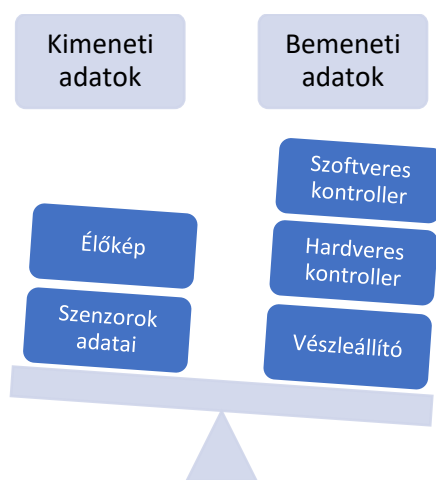 Kimeneti
adatok
Bemeneti
adatok
Élőkép
Szenzorok
adatai
Szoftveres
kontroller
Hardveres
kontroller
Vészleállító